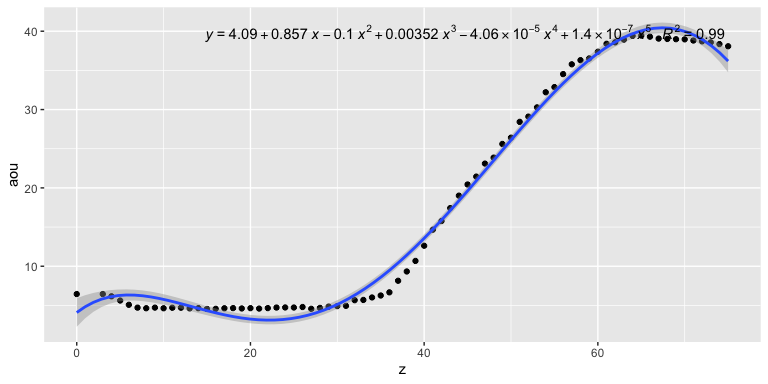 y = 4.09 + 0.857 x − 0.1 x² + 0.00352 x³ − 4.06 × 10⁻⁵ x⁴ + 1.4 × 10⁻⁷ x⁵ R² = 0.99
40
30
20
10
aou
0 20 40 60
z